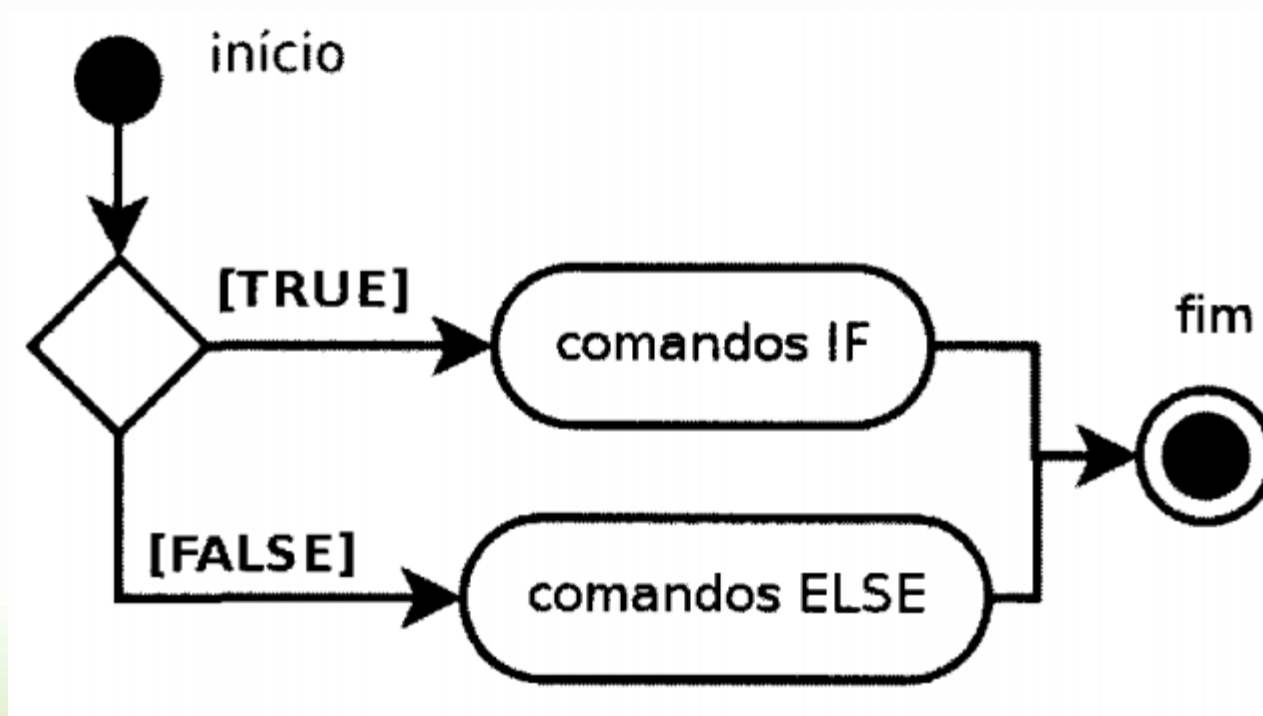 início
[TRUE]
comandos IF
fim
[FALSE]
comandos ELSE